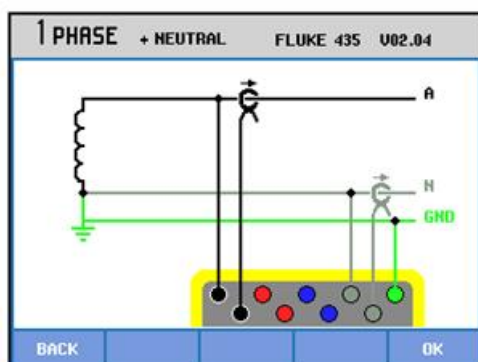 1 PHASE + NEUTRAL FLUKE 435 V02.04
A
N
GND
BACK OK